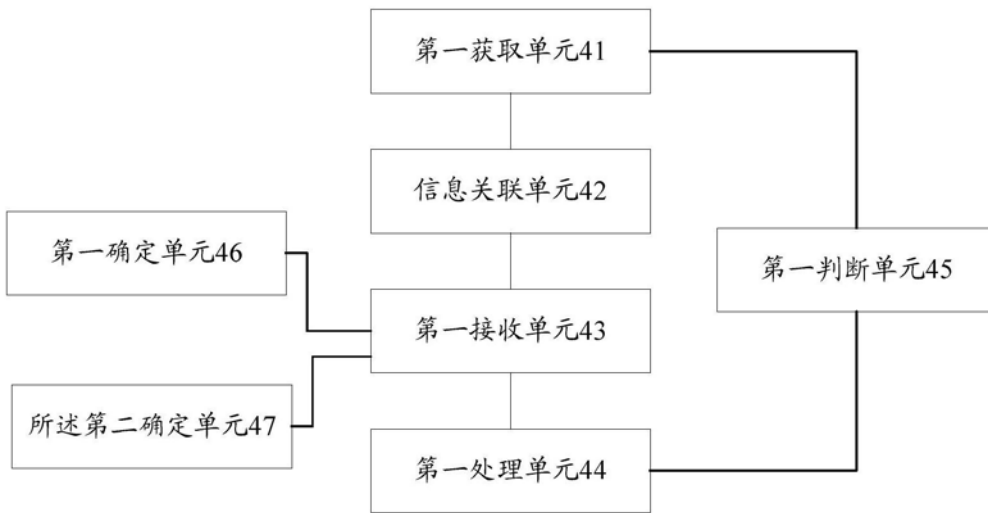 第一获取单元41
信息关联单元42
第一确定单元46
第一判断单元45
第一接收单元43
所述第二确定单元47
第一处理单元44